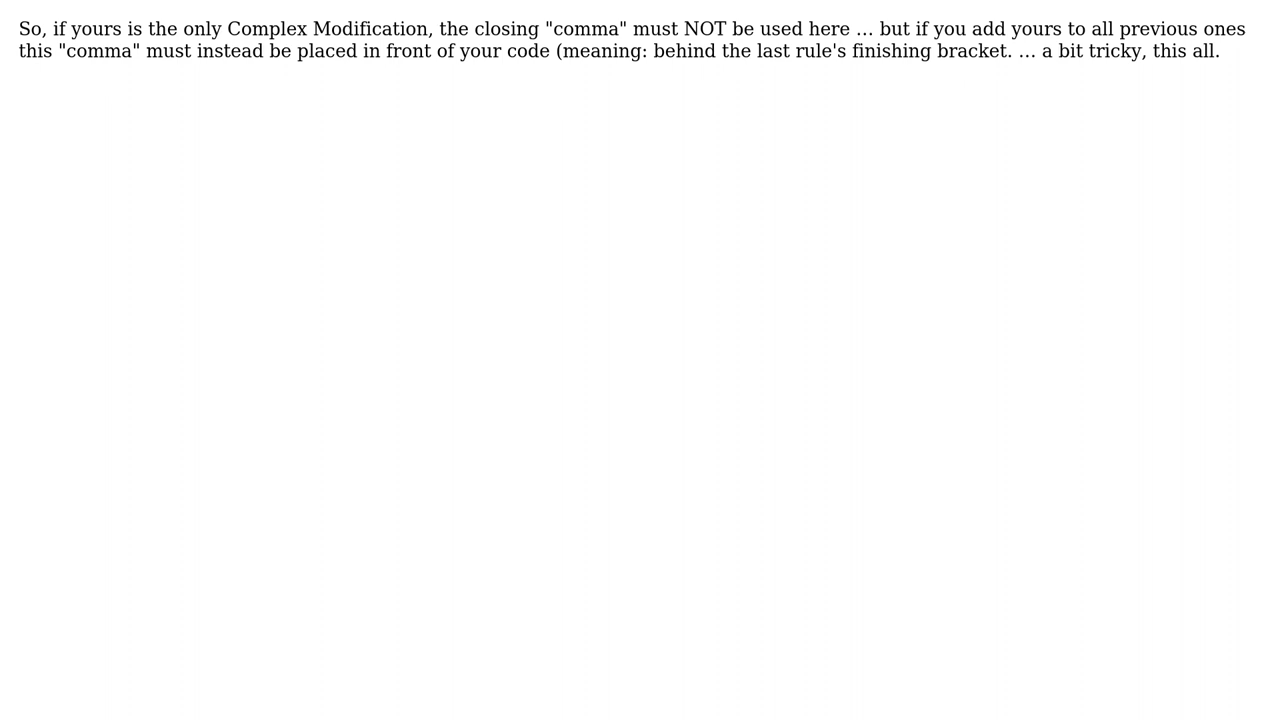 So, if yours is the only Complex Modification, the closing "comma" must NOT be used here ... but if you add yours to all previous ones
this "comma" must instead be placed in front of your code (meaning: behind the last rule's finishing bracket. ... a bit tricky, this all.